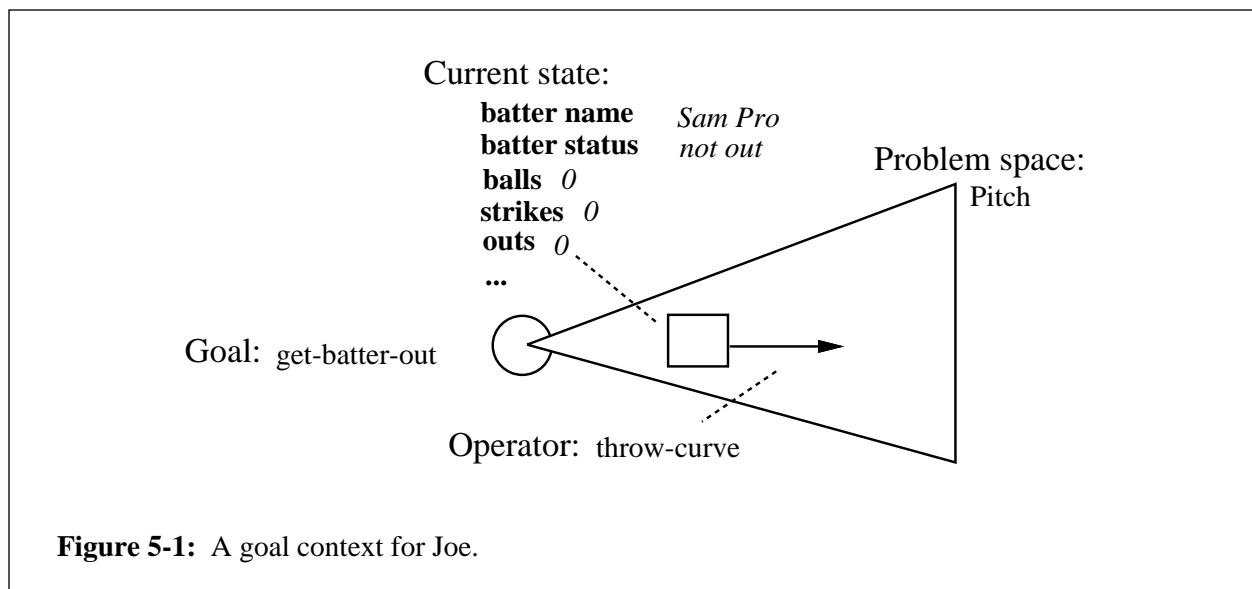 Current state:
batter name Sam Pro
batter status not out
balls 0
strikes 0
outs 0
...
Problem space:
Pitch
Goal: get-batter-out
Operator: throw-curve
Figure 5-1: A goal context for Joe.